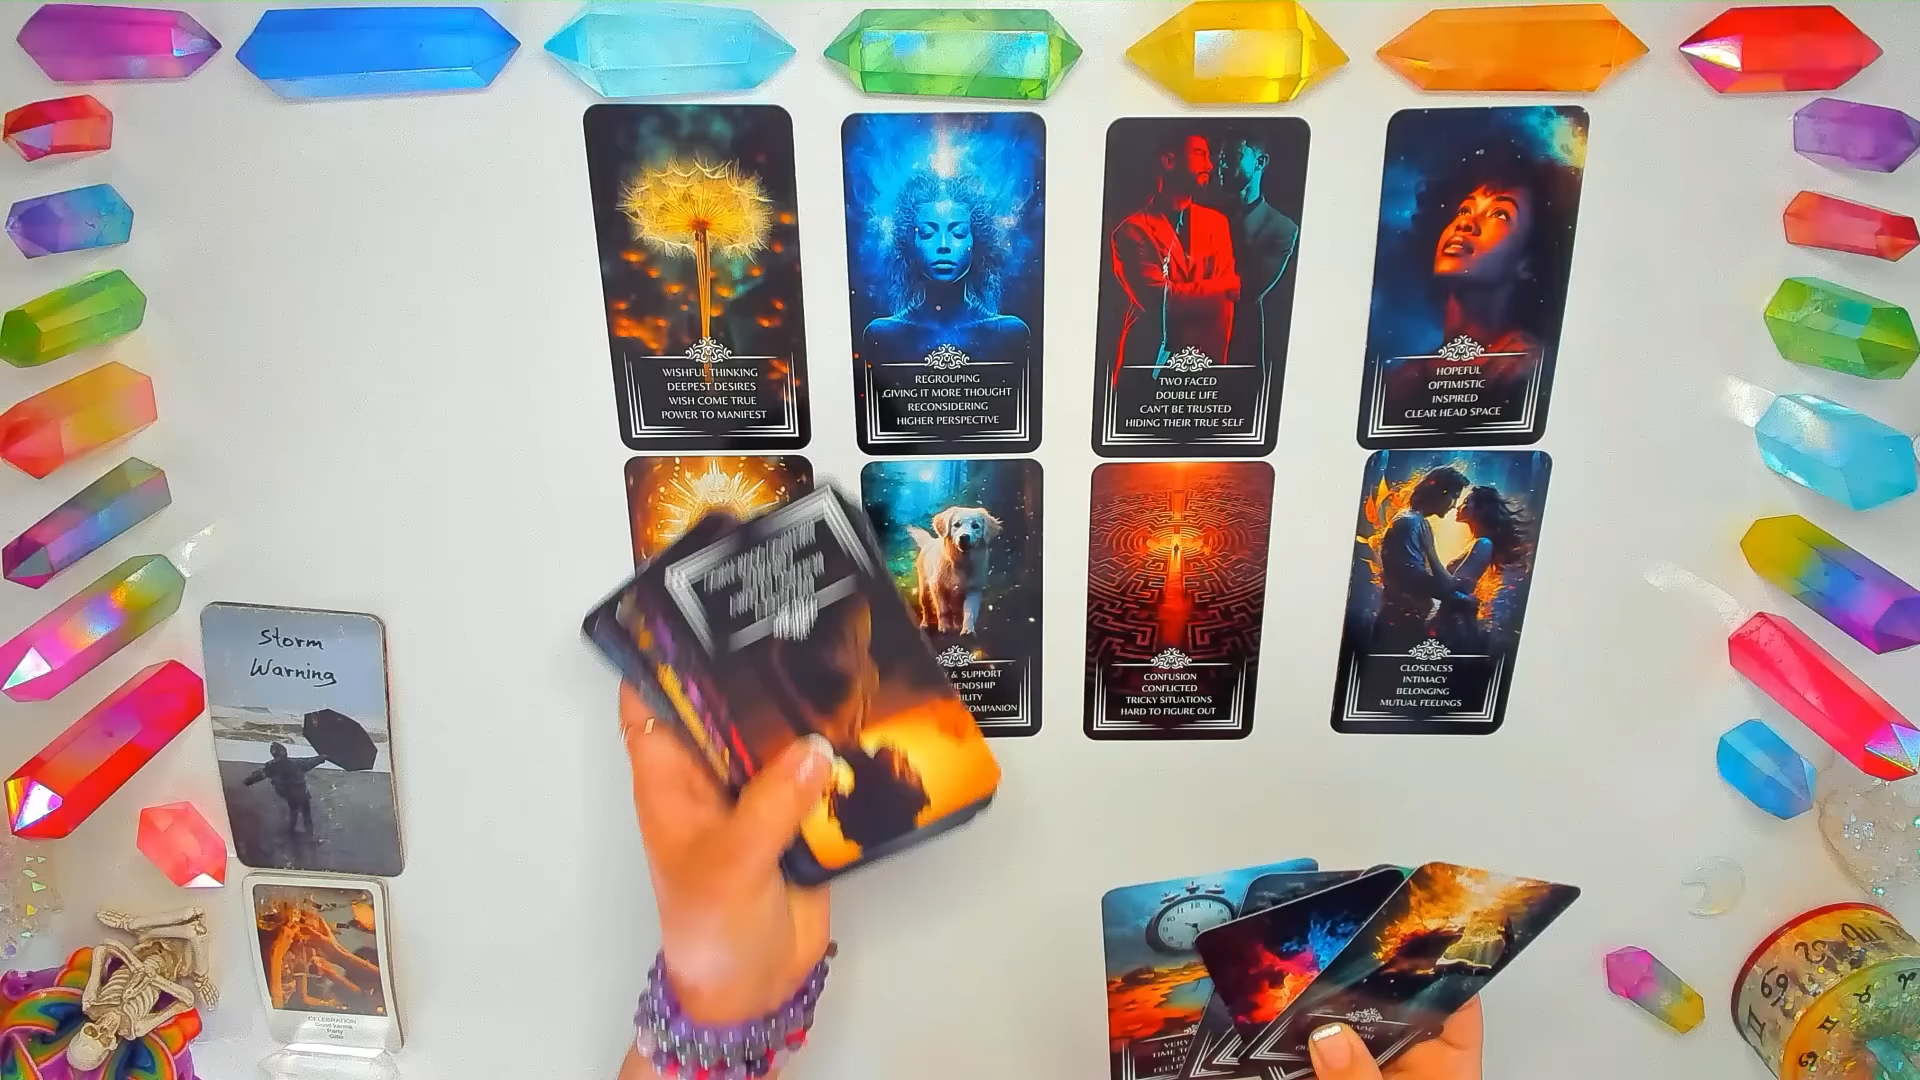 WISHFUL THINKING
DEEPEST DESIRES
WISH COME TRUE
POWER TO MANIFEST
REGROUPING
GIVING IT MORE THOUGHT
RECONSIDERING
HIGHER PERSPECTIVE
TWO FACED
DOUBLE LIFE
CAN'T BE TRUSTED
HIDING THEIR TRUE SELF
HOPEFUL
OPTIMISTIC
INSPIRED
CLEAR HEAD SPACE
& SUPPORT
COMPANION
CONFUSION
CONFLICTED
TRICKY SITUATIONS
HARD TO FIGURE OUT
CLOSENESS
INTIMACY
BELONGING
MUTUAL FEELINGS
Storm
Warning
CELEBRATION
Good karma
Party
VERY